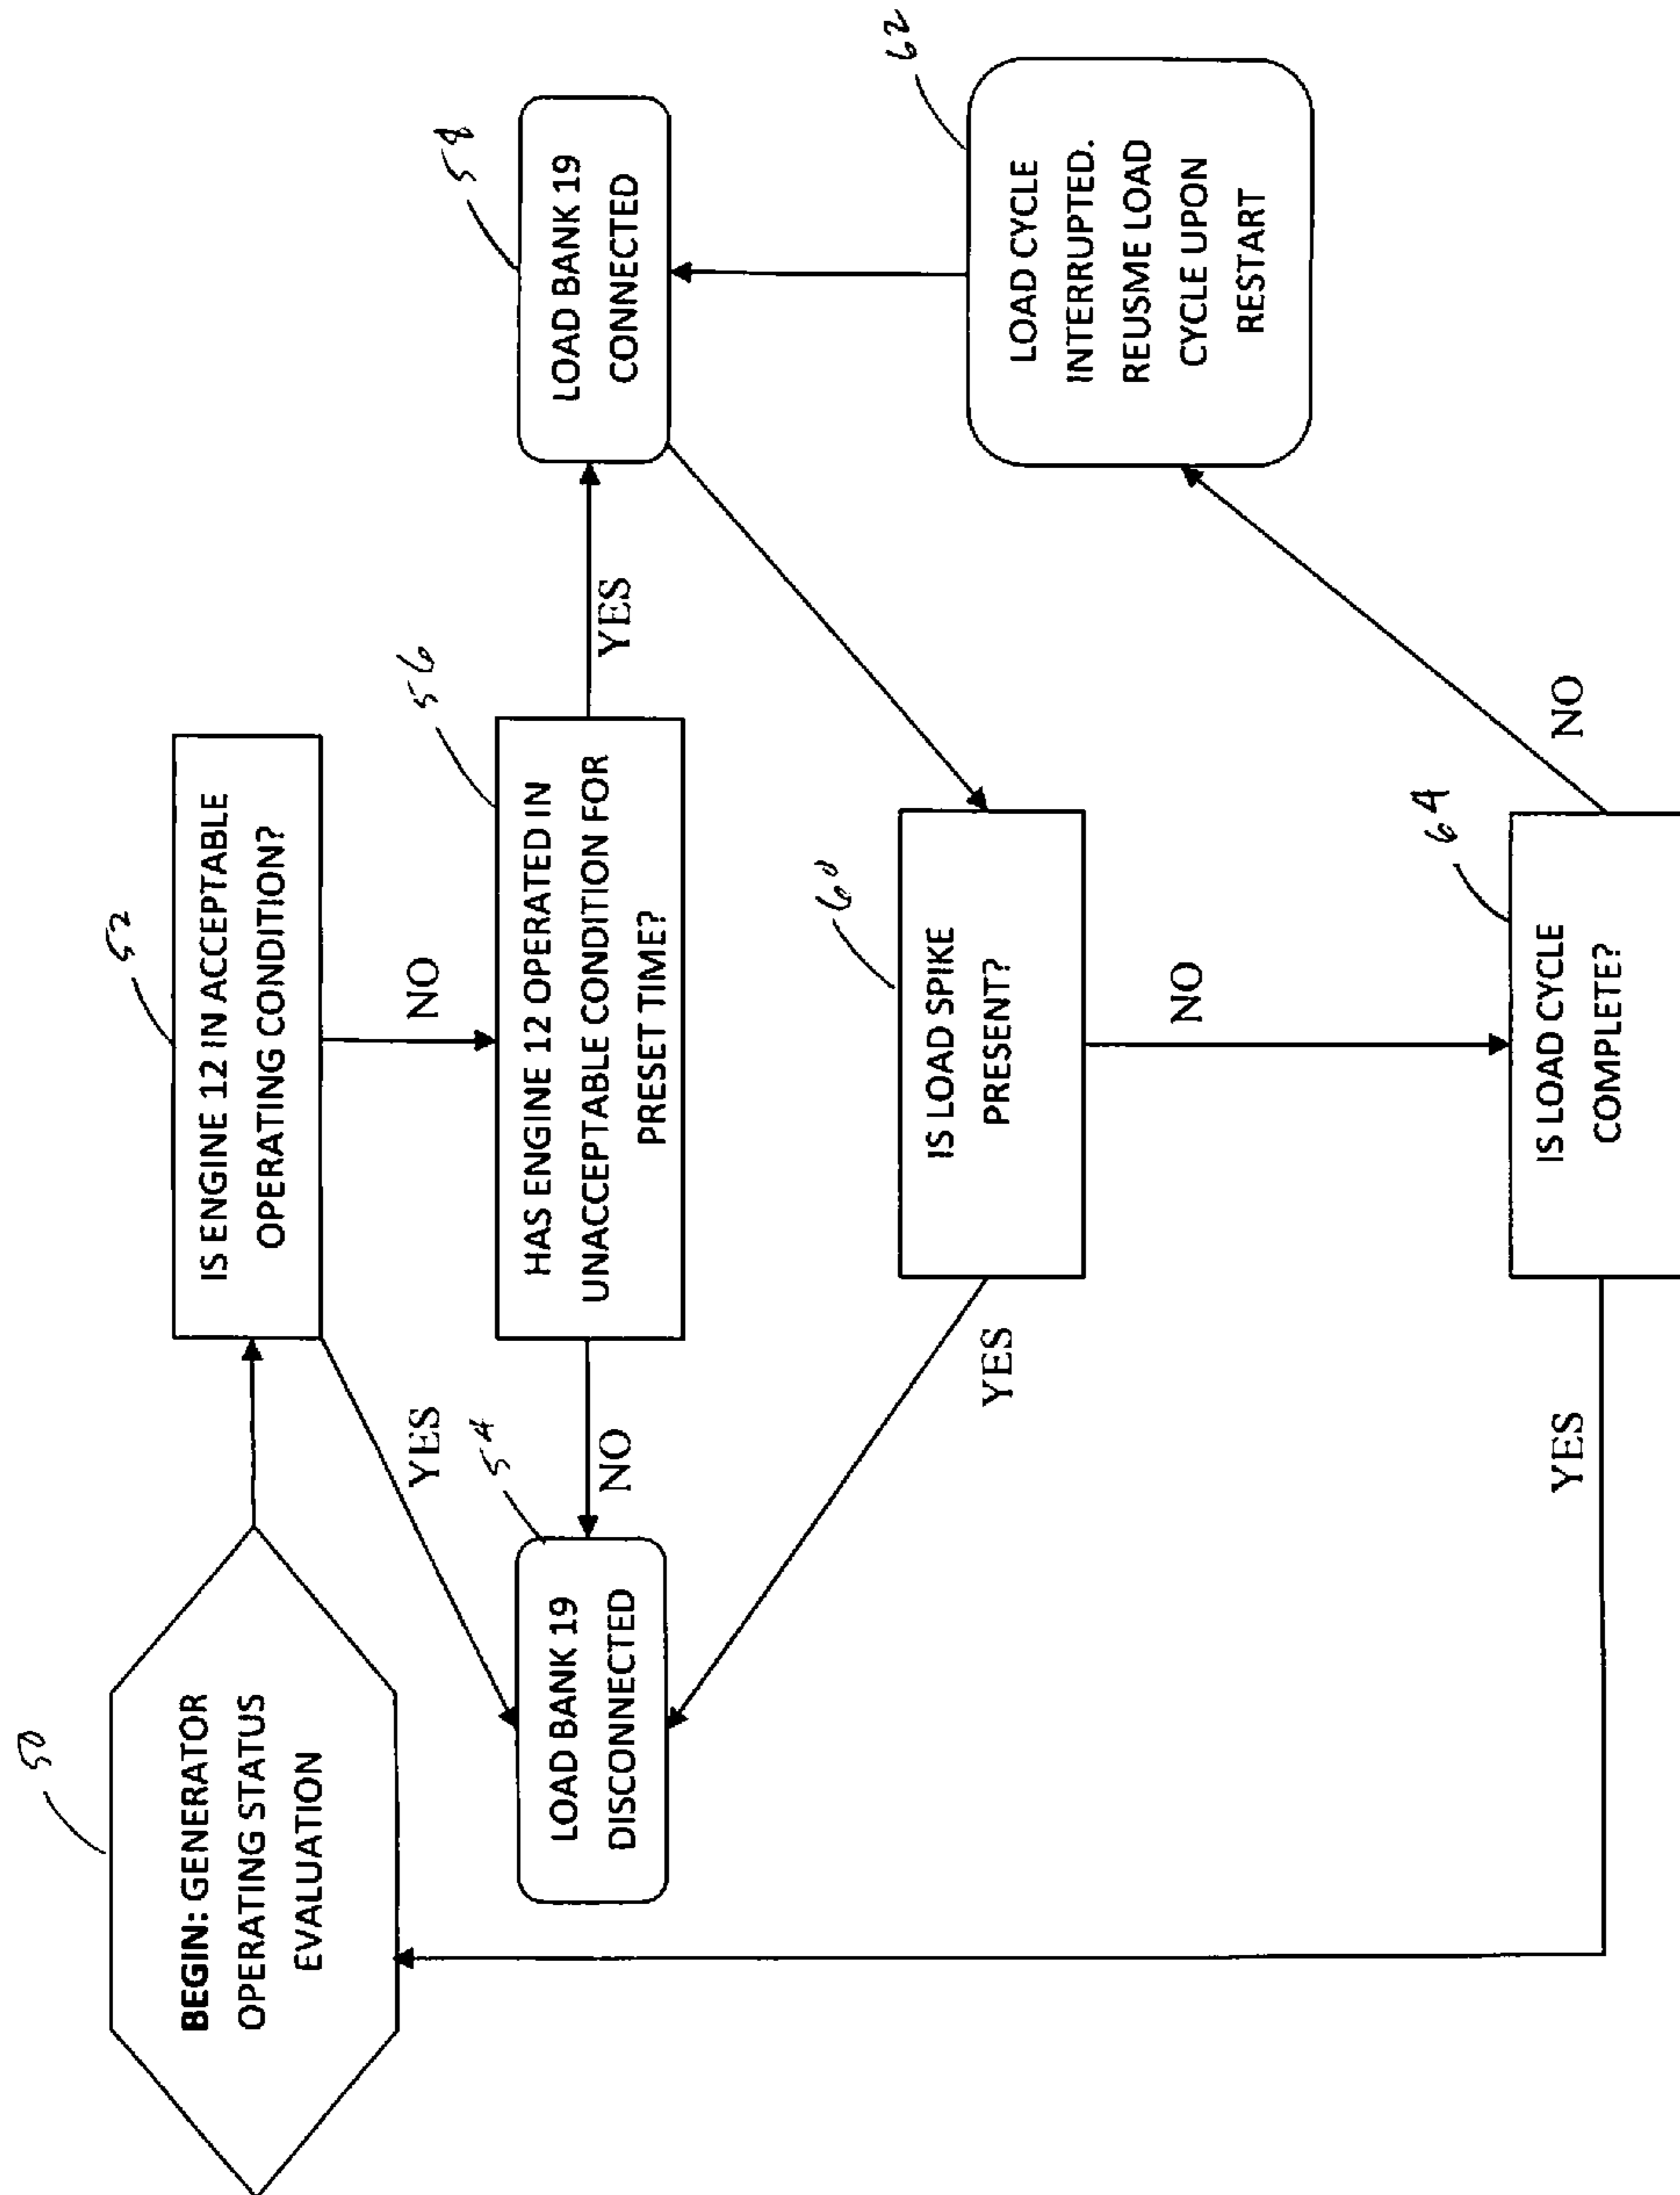 50
BEGIN: GENERATOR
OPERATING STATUS
EVALUATION
52
IS ENGINE 12 IN ACCEPTABLE
OPERATING CONDITION?
YES
NO
54
LOAD BANK 19
DISCONNECTED
NO
56
HAS ENGINE 12 OPERATED IN
UNACCEPTABLE CONDITION FOR
PRESET TIME?
YES
58
LOAD BANK 19
CONNECTED
60
IS LOAD SPIKE
PRESENT?
YES
NO
62
LOAD CYCLE
INTERRUPTED.
REUSME LOAD
CYCLE UPON
RESTART
64
IS LOAD CYCLE
COMPLETE?
YES
NO